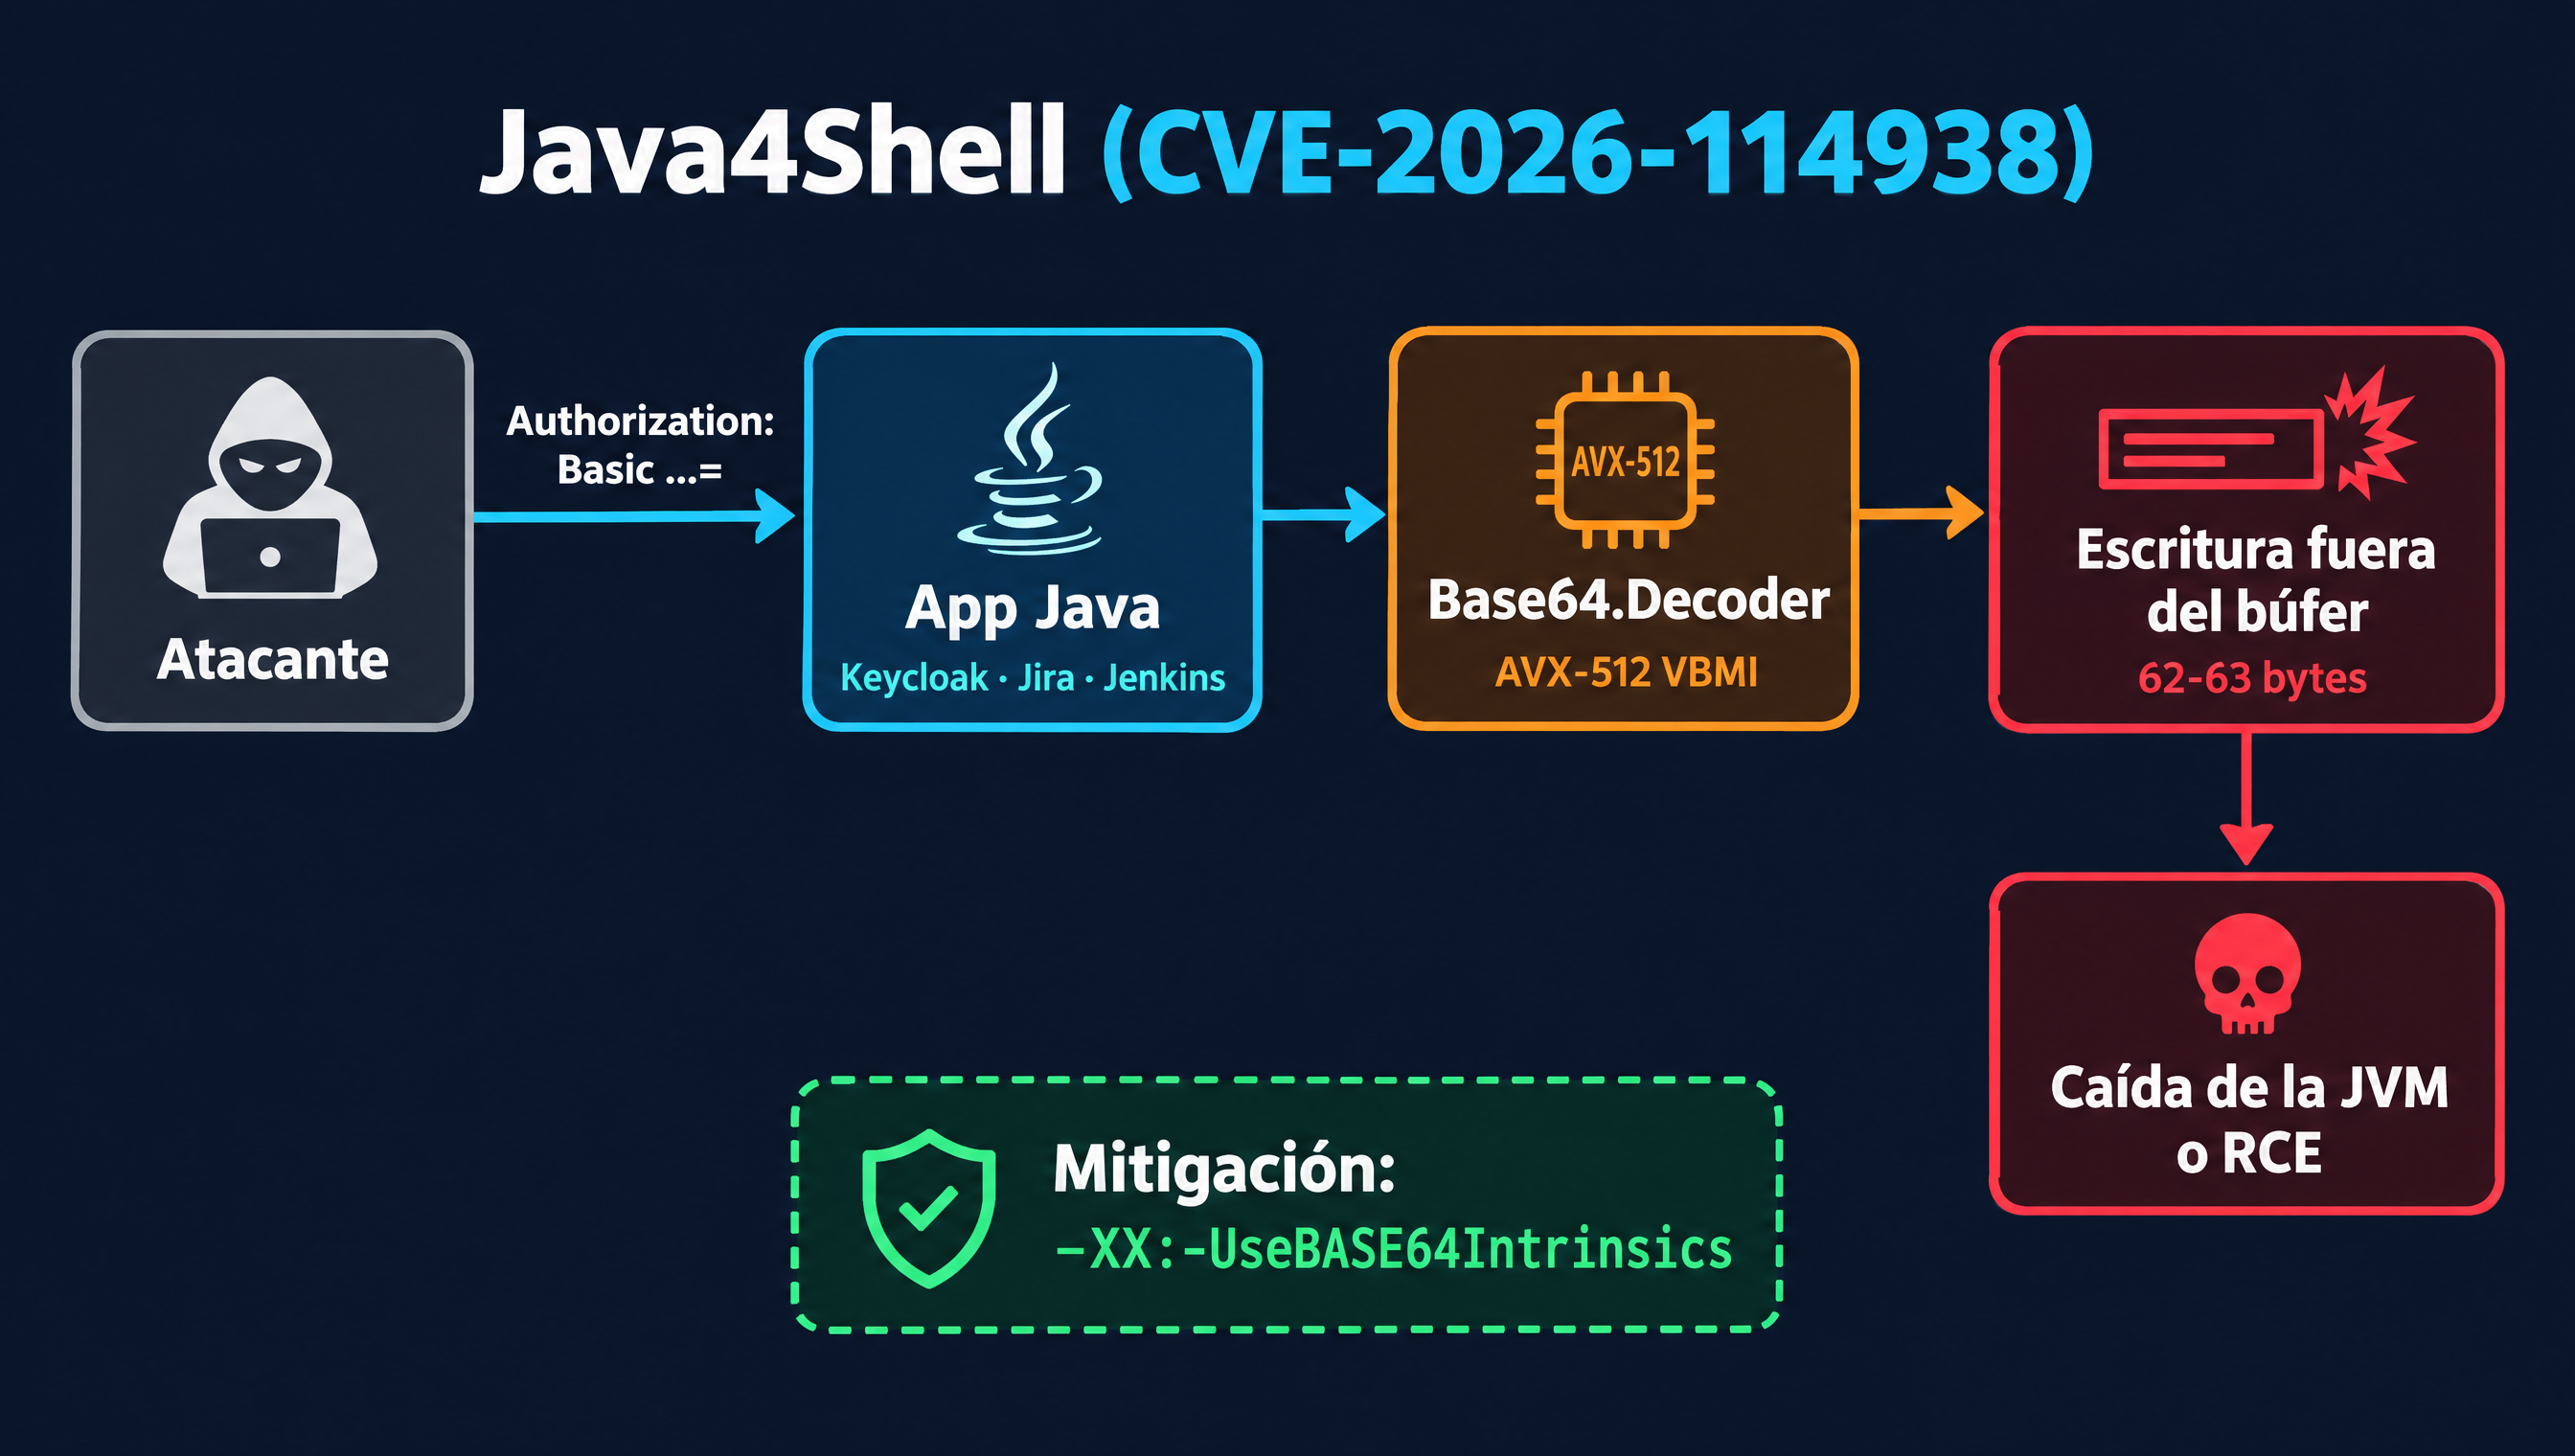 Java4Shell (CVE-2026-114938)
Atacante
Authorization:
Basic ...=
App Java
Keycloak · Jira · Jenkins
AVX-512
Base64.Decoder
AVX-512 VBMI
Escritura fuera
del búfer
62-63 bytes
Caída de la JVM
o RCE
Mitigación:
-XX:-UseBASE64Intrinsics